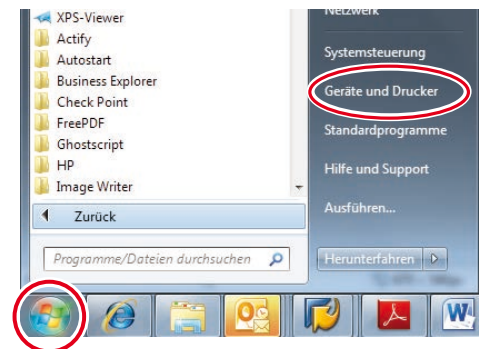 XPS-Viewer
Actify
Autostart
Business Explorer
Check Point
FreePDF
Ghostscript
HP
Image Writer
Zurück
Programme/Dateien durchsuchen
Netzwerk
Systemsteuerung
Geräte und Drucker
Standardprogramme
Hilfe und Support
Ausführen...
Herunterfahren